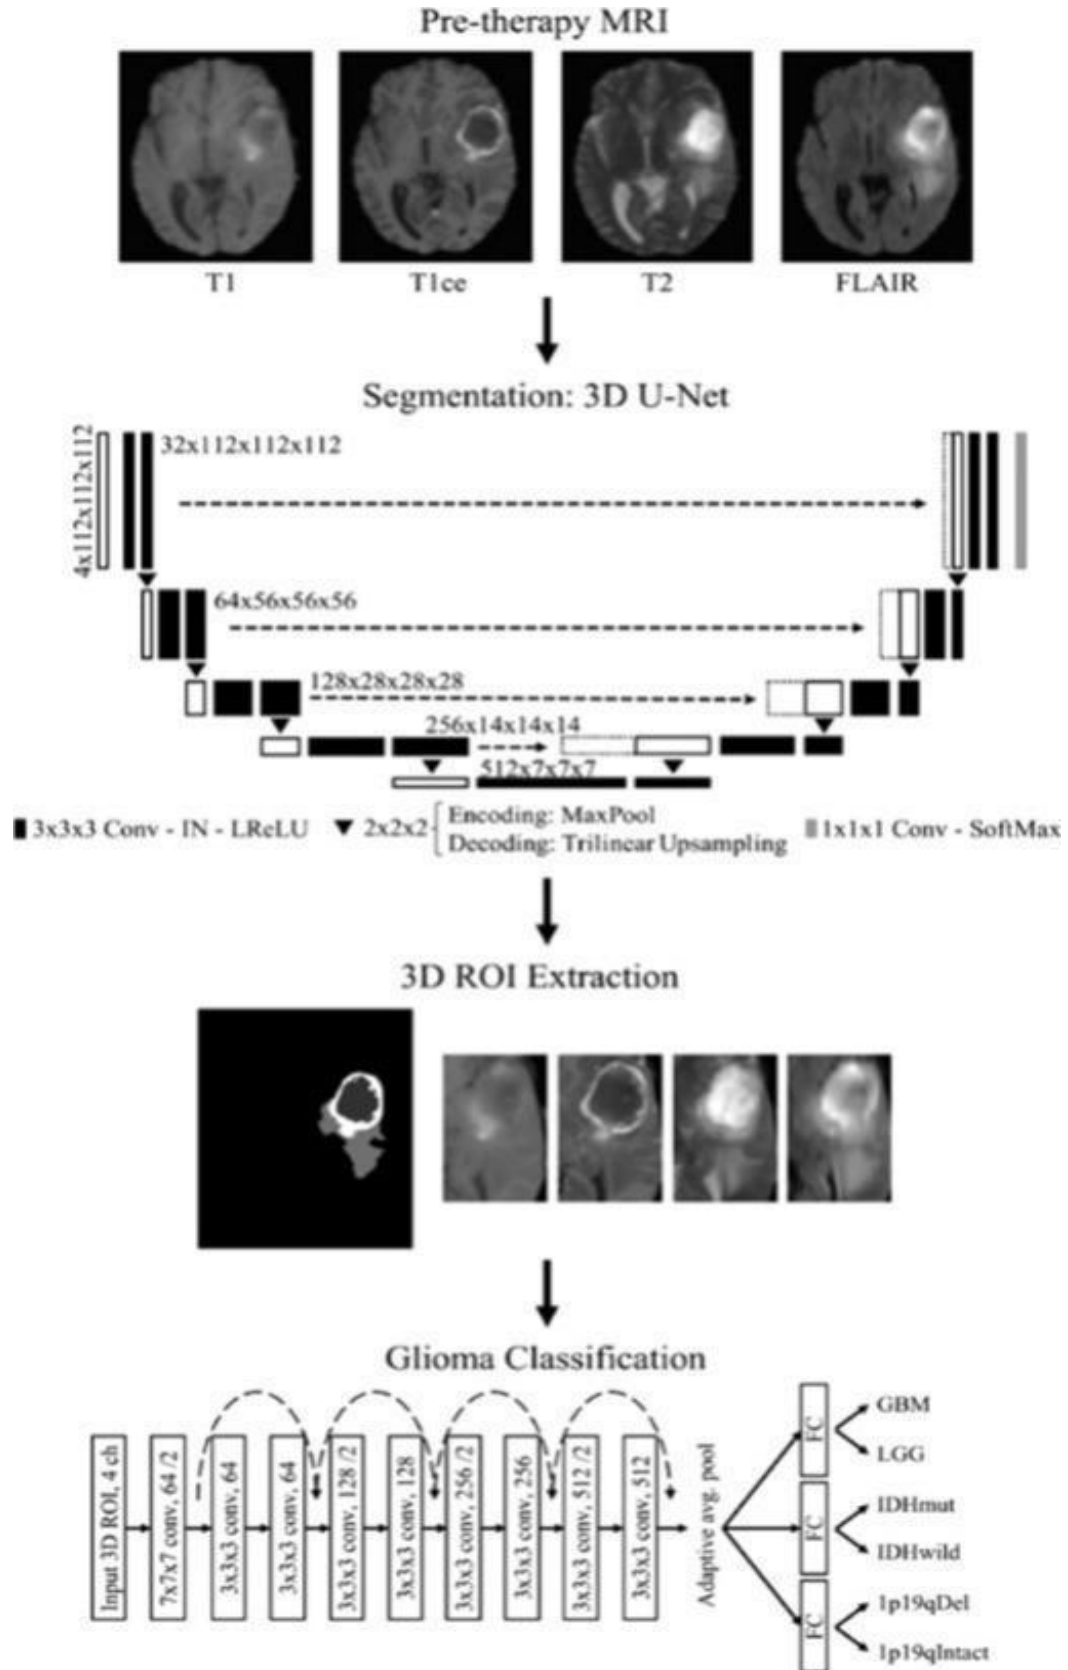 Pre-therapy MRI
T1
T1ce
T2
FLAIR
Segmentation: 3D U-Net
4x112x112x112
32x112x112x112
64x56x56x56
128x28x28x28
256x14x14x14
512x7x7x7
3x3x3 Conv - IN - LReLU
2x2x2
Encoding: MaxPool
Decoding: Trilinear Upsampling
1x1x1 Conv - SoftMax
3D ROI Extraction
Glioma Classification
Input 3D ROI, 4 ch
7x7x7 conv, 64 /2
3x3x3 conv, 64
3x3x3 conv, 64
3x3x3 conv, 128 /2
3x3x3 conv, 128
3x3x3 conv, 256 /2
3x3x3 conv, 256
3x3x3 conv, 512 /2
3x3x3 conv, 512
Adaptive avg. pool
FC
GBM
LGG
FC
IDHmut
IDHwild
FC
1p19qDel
1p19qIntact